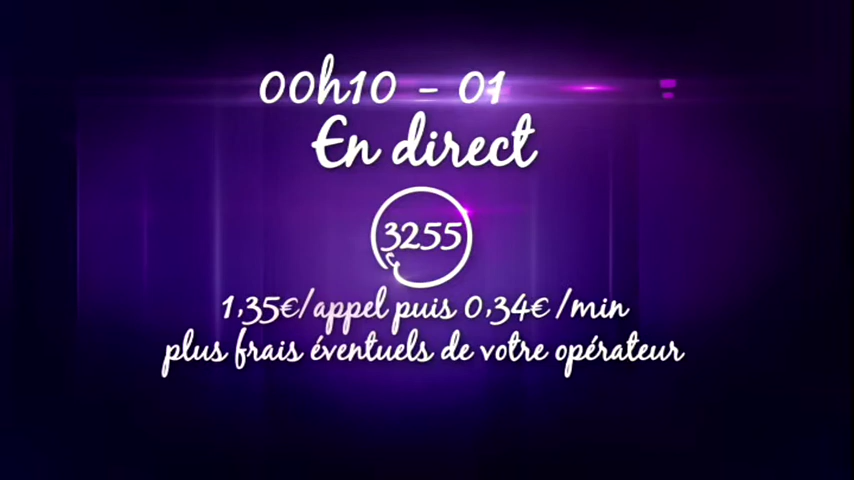 00h10 - 01
En direct
3255
1,35€/appel puis 0,34€/min
plus frais éventuels de votre opérateur